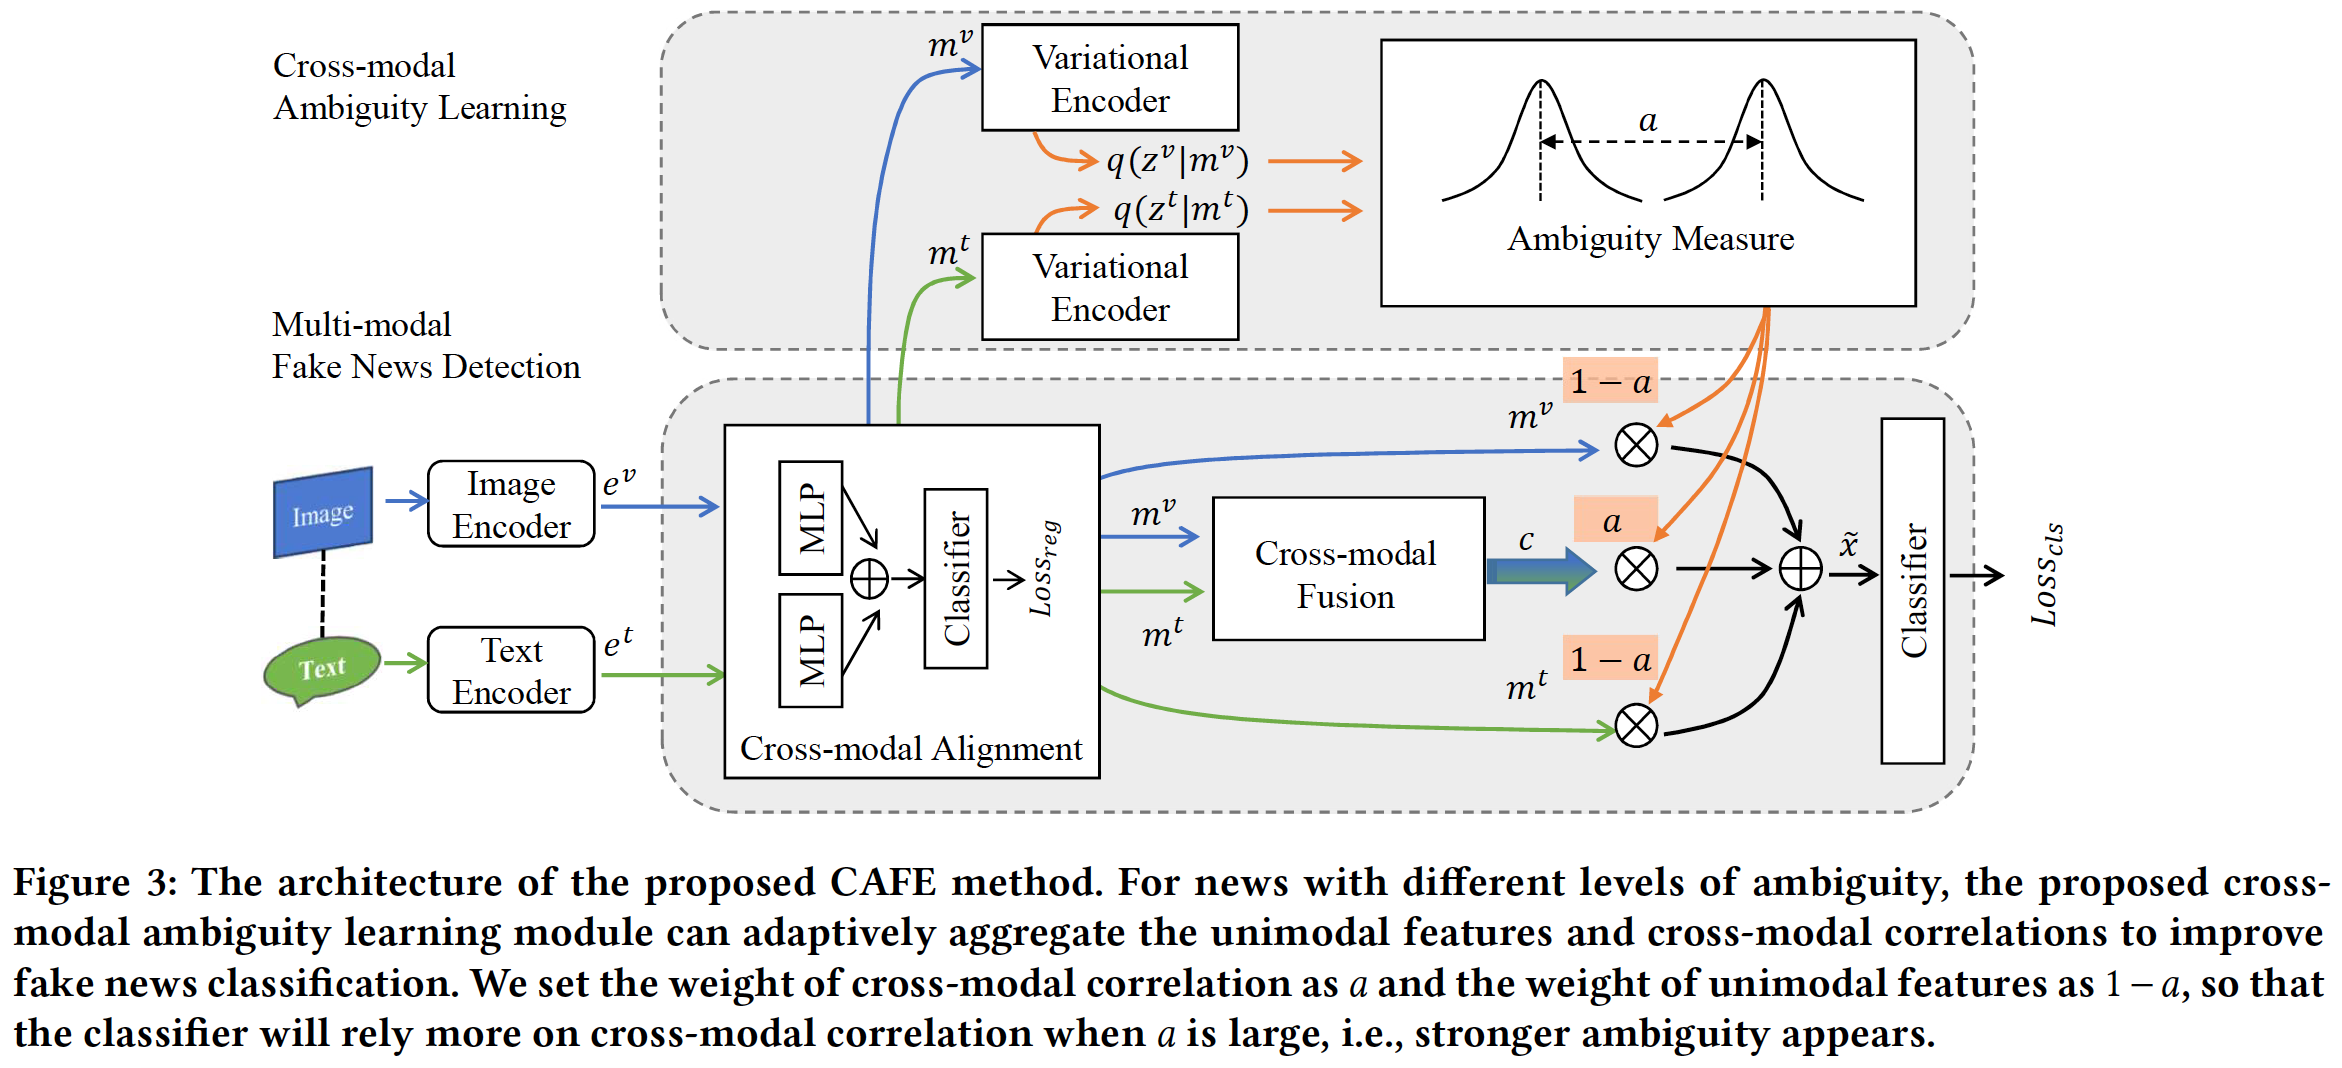 Cross-modal
Ambiguity Learning
m^v
Variational
Encoder
q(z^v|m^v)
q(z^t|m^t)
m^t
Variational
Encoder
a
Ambiguity Measure
Multi-modal
Fake News Detection
Image
Image
Encoder
e^v
Text
Text
Encoder
e^t
MLP
MLP
Classifier
Loss_{reg}
Cross-modal Alignment
m^v
m^t
Cross-modal
Fusion
c
m^v
1 − a
a
m^t
1 − a
x̃
Classifier
Loss_{cls}
Figure 3: The architecture of the proposed CAFE method. For news with different levels of ambiguity, the proposed cross-
modal ambiguity learning module can adaptively aggregate the unimodal features and cross-modal correlations to improve
fake news classification. We set the weight of cross-modal correlation as a and the weight of unimodal features as 1 − a, so that
the classifier will rely more on cross-modal correlation when a is large, i.e., stronger ambiguity appears.